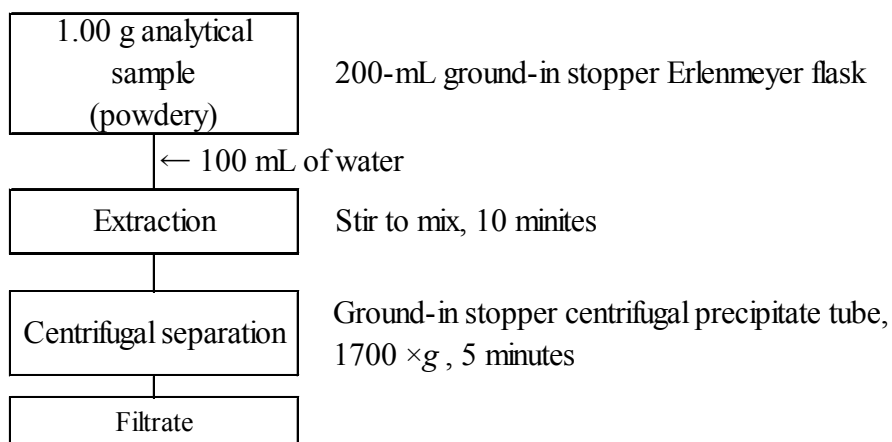 1.00 g analytical
sample
(powdery)
200-mL ground-in stopper Erlenmeyer flask
← 100 mL of water
Extraction
Stir to mix, 10 minites
Centrifugal separation
Ground-in stopper centrifugal precipitate tube,
1700 ×g , 5 minutes
Filtrate